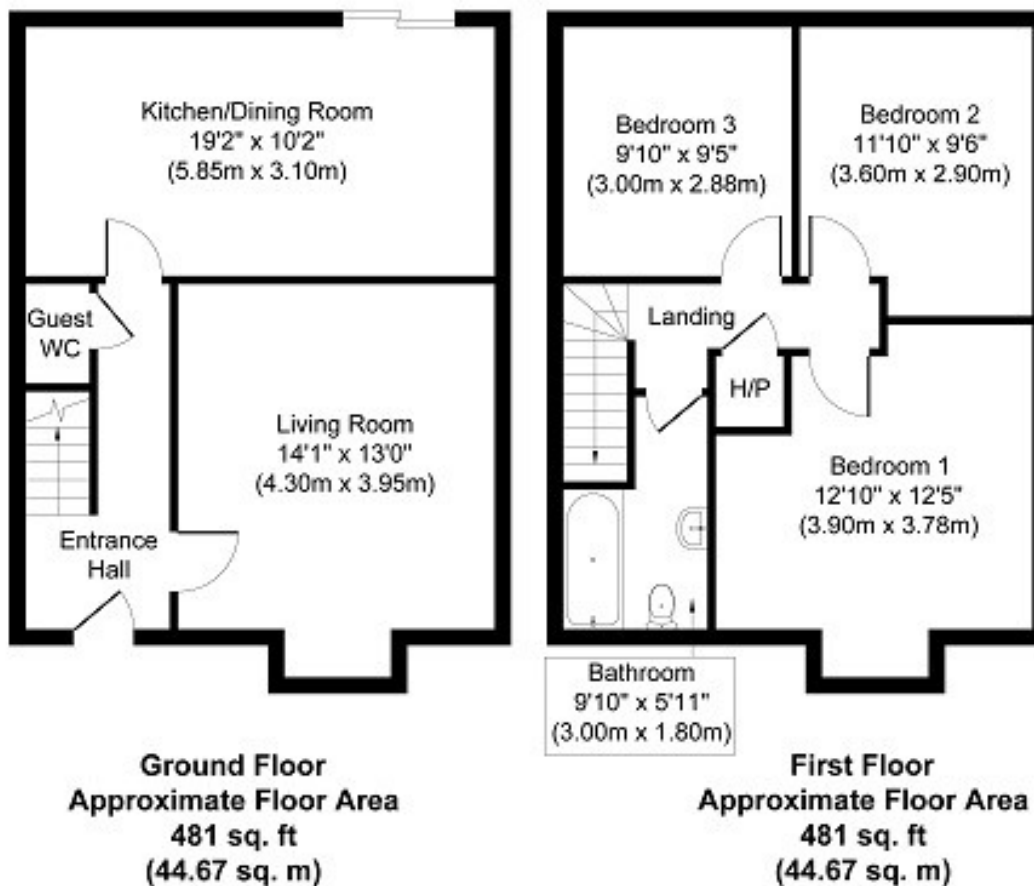 Kitchen/Dining Room
19'2" x 10'2"
(5.85m x 3.10m)
Guest
WC
Living Room
14'1" x 13'0"
(4.30m x 3.95m)
Entrance
Hall
Ground Floor
Approximate Floor Area
481 sq. ft
(44.67 sq. m)
Bedroom 3
9'10" x 9'5"
(3.00m x 2.88m)
Bedroom 2
11'10" x 9'6"
(3.60m x 2.90m)
Landing
H/P
Bedroom 1
12'10" x 12'5"
(3.90m x 3.78m)
Bathroom
9'10" x 5'11"
(3.00m x 1.80m)
First Floor
Approximate Floor Area
481 sq. ft
(44.67 sq. m)